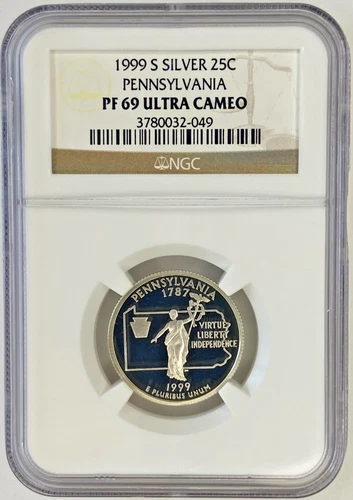 1999 S SILVER 25C
PENNSYLVANIA
PF 69 ULTRA CAMEO
3780032-049
NGC
PENNSYLVANIA
1787
VIRTUE
LIBERTY
INDEPENDENCE
1999
E PLURIBUS UNUM